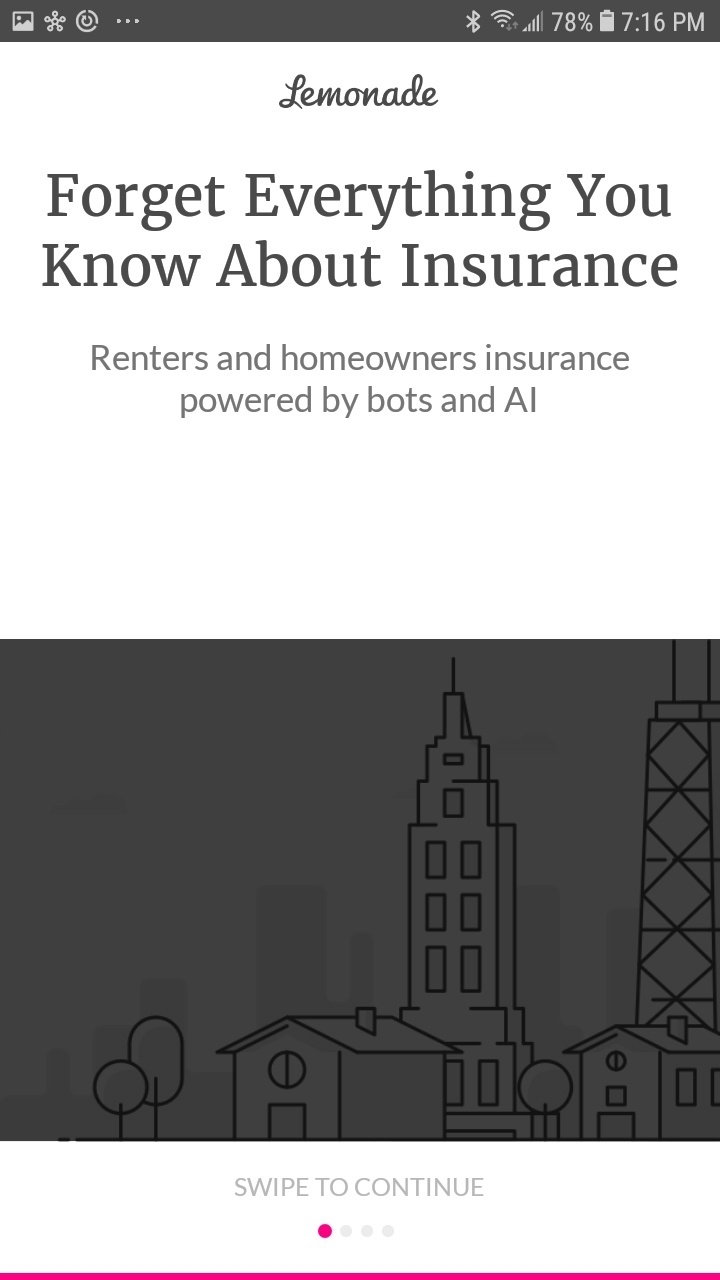 78% 7:16 PM
Lemonade
Forget Everything You
Know About Insurance
Renters and homeowners insurance
powered by bots and AI
SWIPE TO CONTINUE